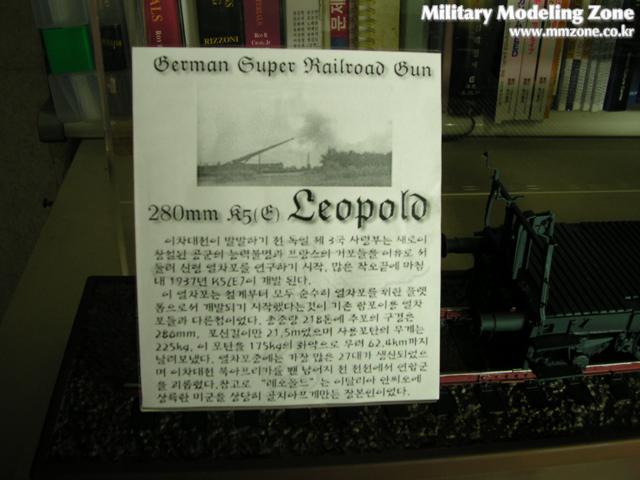 Military Modeling Zone
www.mmzone.co.kr
RIZZONI
German Super Railroad Gun
280mm K5(E) Leopold
이차대전이 발발하기 전 독일 제 3국 사령부는 새로이
창설된 공군의 능력불명과 프랑스의 거포들을 이유로 서
둘러 신형 열차포를 연구하기 시작, 많은 착오끝에 마침
내 1937년 K5(E)이 개발 된다.
이 열차포는 설계부터 모두 순수히 열차포를 위한 플랫
폼으로서 개발되기 시작했다는것이 기존 함포이용 열차
포들과 다른점이었다. 총중량 218톤에 주포의 구경은
280mm, 포신길이만 21.5m였으며 사용포탄의 무게는
225kg, 이 포탄을 175kg의 화약으로 무려 62.4km까지
날려보냈다. 열차포중에는 가장 많은 27대가 생산되었으
며 이차대전 북아프리카를 뺀 나머지 전 전선에서 연합군
을 괴롭혔다.참고로 "레오폴드"는 이탈리아 안찌오에
상륙한 미군을 상당히 골치아프게만든 장본인이었다.